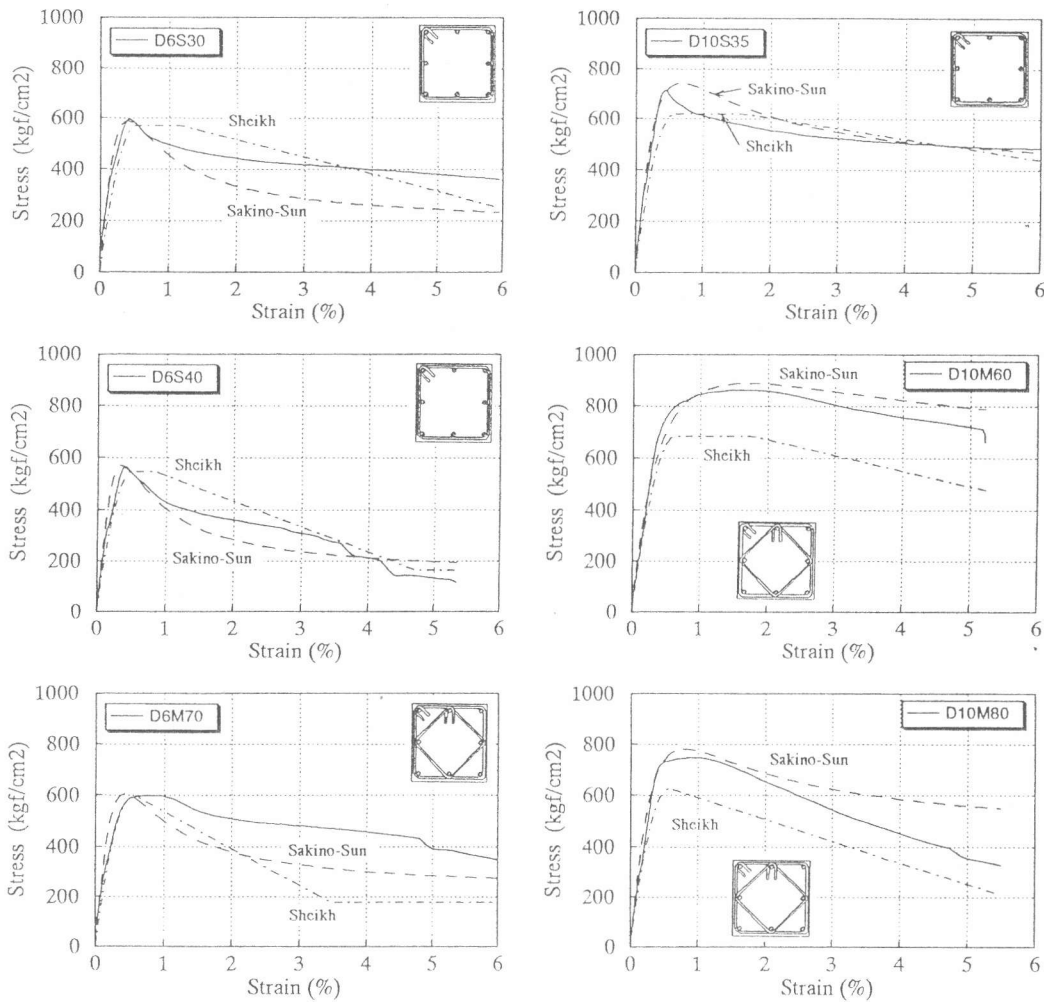 1000
800
600
400
200
0
Stress (kgf/cm2)
D6S30
Sheikh
Sakino-Sun
0 1 2 3 4 5 6
Strain (%)
1000
800
600
400
200
0
Stress (kgf/cm2)
D10S35
Sakino-Sun
Sheikh
0 1 2 3 4 5 6
Strain (%)
1000
800
600
400
200
0
Stress (kgf/cm2)
D6S40
Sheikh
Sakino-Sun
0 1 2 3 4 5 6
Strain (%)
1000
800
600
400
200
0
Stress (kgf/cm2)
D10M60
Sakino-Sun
Sheikh
0 1 2 3 4 5 6
Strain (%)
1000
800
600
400
200
0
Stress (kgf/cm2)
D6M70
Sakino-Sun
Sheikh
0 1 2 3 4 5 6
Strain (%)
1000
800
600
400
200
0
Stress (kgf/cm2)
D10M80
Sakino-Sun
Sheikh
0 1 2 3 4 5 6
Strain (%)